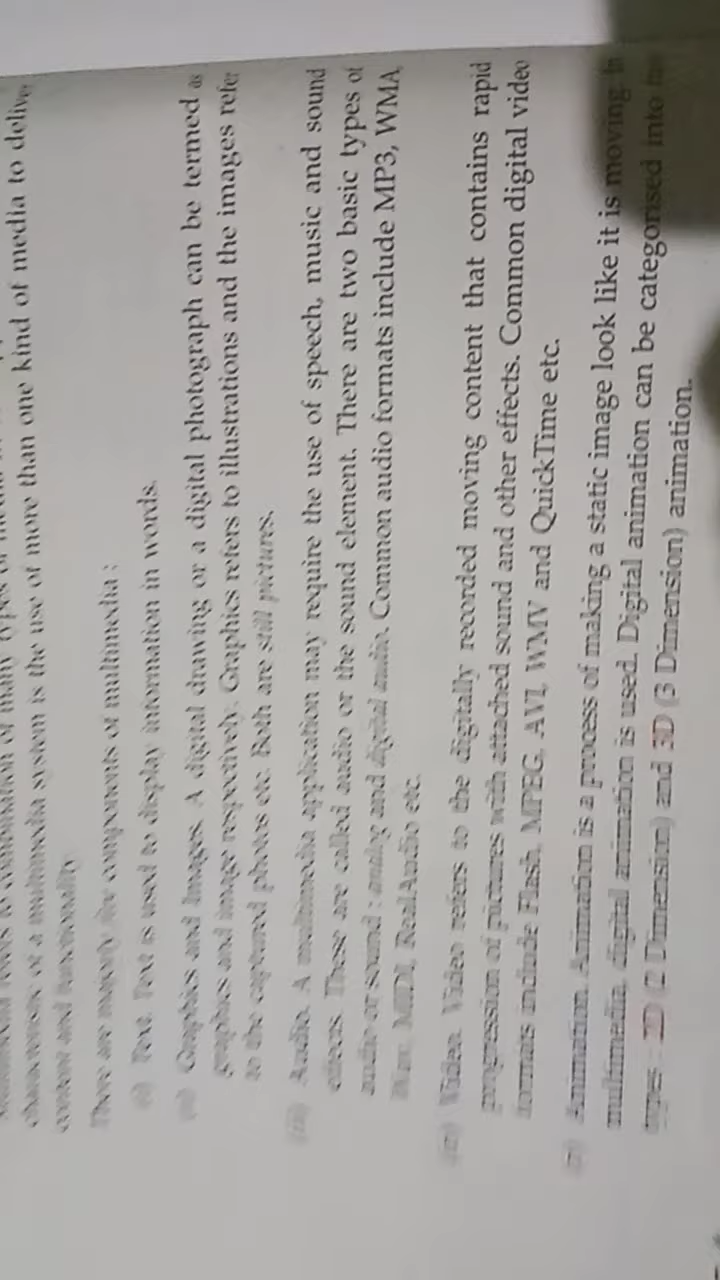 characteristic of a multimedia system is the use of more than one kind of media to deliver
content and functionality
There are majorly five components of multimedia :
(i) Text. Text is used to display information in words.
(ii) Graphics and Images. A digital drawing or a digital photograph can be termed as
graphics and image respectively. Graphics refers to illustrations and the images refer
to the captured photos etc. Both are still pictures.
(iii) Audio. A multimedia application may require the use of speech, music and sound
effects. These are called audio or the sound element. There are two basic types of
audio or sound : analog and digital audio. Common audio formats include MP3, WMA,
MIDI, RealAudio etc.
(iv) Video. Video refers to the digitally recorded moving content that contains rapid
progression of pictures with attached sound and other effects. Common digital video
formats include Flash, MPEG, AVI, WMV and QuickTime etc.
(v) Animation. Animation is a process of making a static image look like it is moving
multimedia, digital animation is used. Digital animation can be categorised into
types : 2D (2 Dimension) and 3D (3 Dimension) animation.